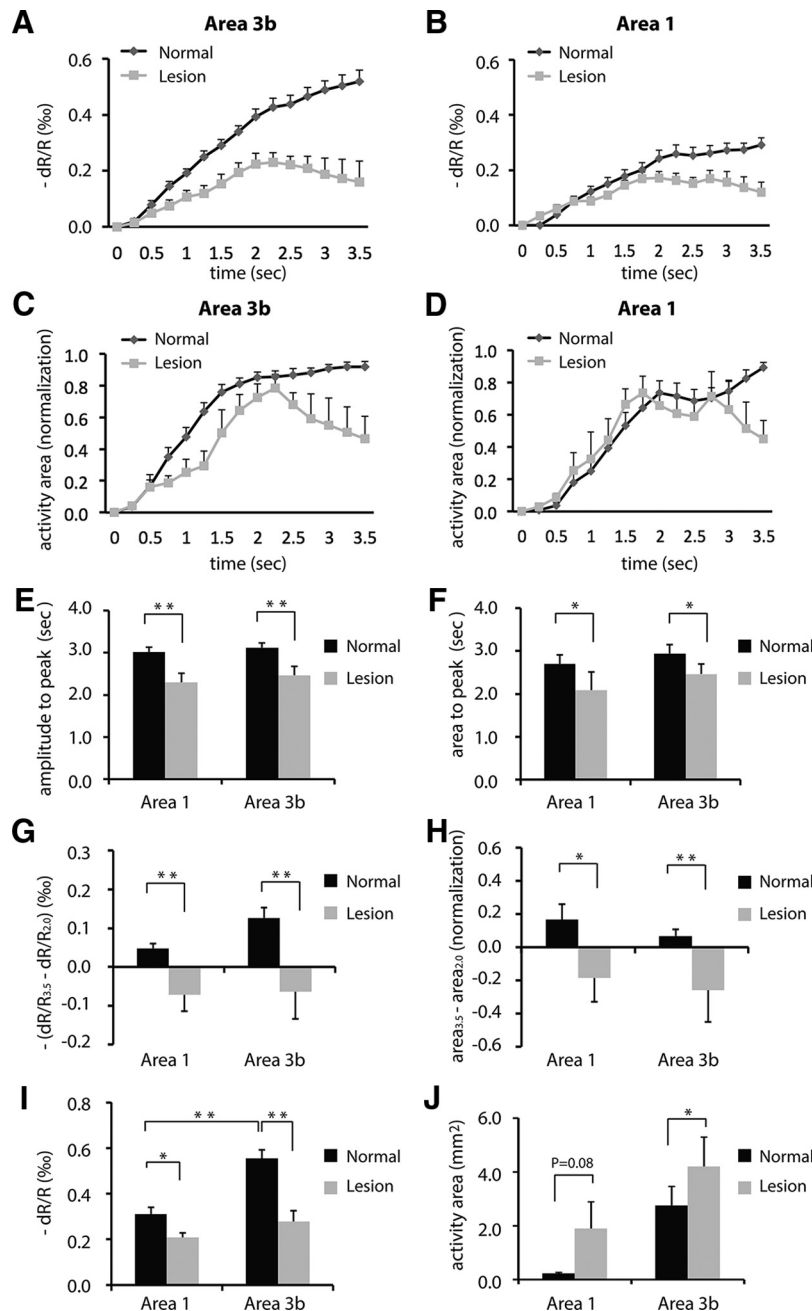 A Area 3b
Normal
Lesion
- dR/R (‰)
0.6
0.4
0.2
0.0
0 0.5 1 1.5 2 2.5 3 3.5
time (sec)
B Area 1
Normal
Lesion
- dR/R (‰)
0.6
0.4
0.2
0.0
0 0.5 1 1.5 2 2.5 3 3.5
time (sec)
C Area 3b
Normal
Lesion
activity area (normalization)
1.0
0.8
0.6
0.4
0.2
0.0
0 0.5 1 1.5 2 2.5 3 3.5
time (sec)
D Area 1
Normal
Lesion
activity area (normalization)
1.0
0.8
0.6
0.4
0.2
0.0
0 0.5 1 1.5 2 2.5 3 3.5
time (sec)
E
amplitude to peak (sec)
4.0
3.0
2.0
1.0
0.0
* *
* *
Normal
Lesion
Area 1 Area 3b
F
area to peak (sec)
4.0
3.0
2.0
1.0
0.0
*
*
Normal
Lesion
Area 1 Area 3b
G
- (dR/R3.5 - dR/R2.0) (‰)
0.3
0.2
0.1
0.0
-0.1
-0.2
* *
* *
Normal
Lesion
Area 1 Area 3b
H
area3.5 - area2.0 (normalization)
0.6
0.4
0.2
0.0
-0.2
-0.4
-0.6
*
* *
Normal
Lesion
Area 1 Area 3b
I
- dR/R (‰)
0.8
0.6
0.4
0.2
0.0
* *
* *
*
Normal
Lesion
Area 1 Area 3b
J
activity area (mm²)
6.0
4.0
2.0
0.0
P=0.08
*
Normal
Lesion
Area 1 Area 3b